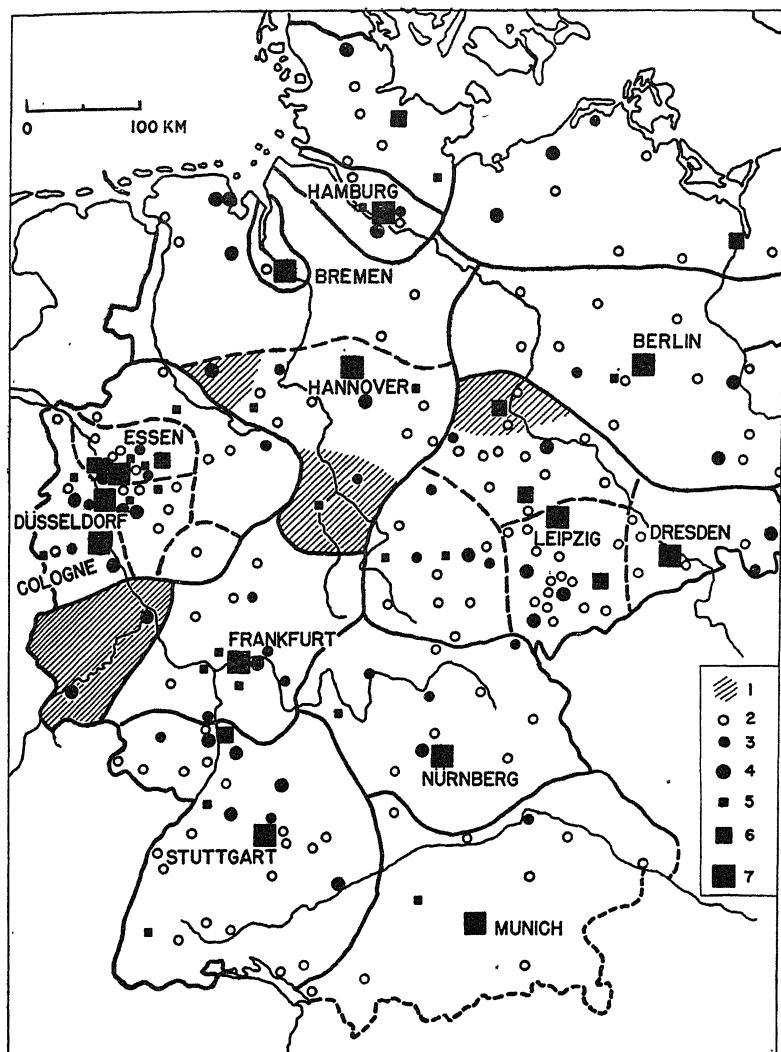 0 100 KM
HAMBURG
BREMEN
BERLIN
HANNOVER
ESSEN
DÜSSELDORF
LEIPZIG
DRESDEN
COLOGNE
FRANKFURT
NÜRNBERG
STUTTGART
MUNICH
1
2
3
4
5
6
7